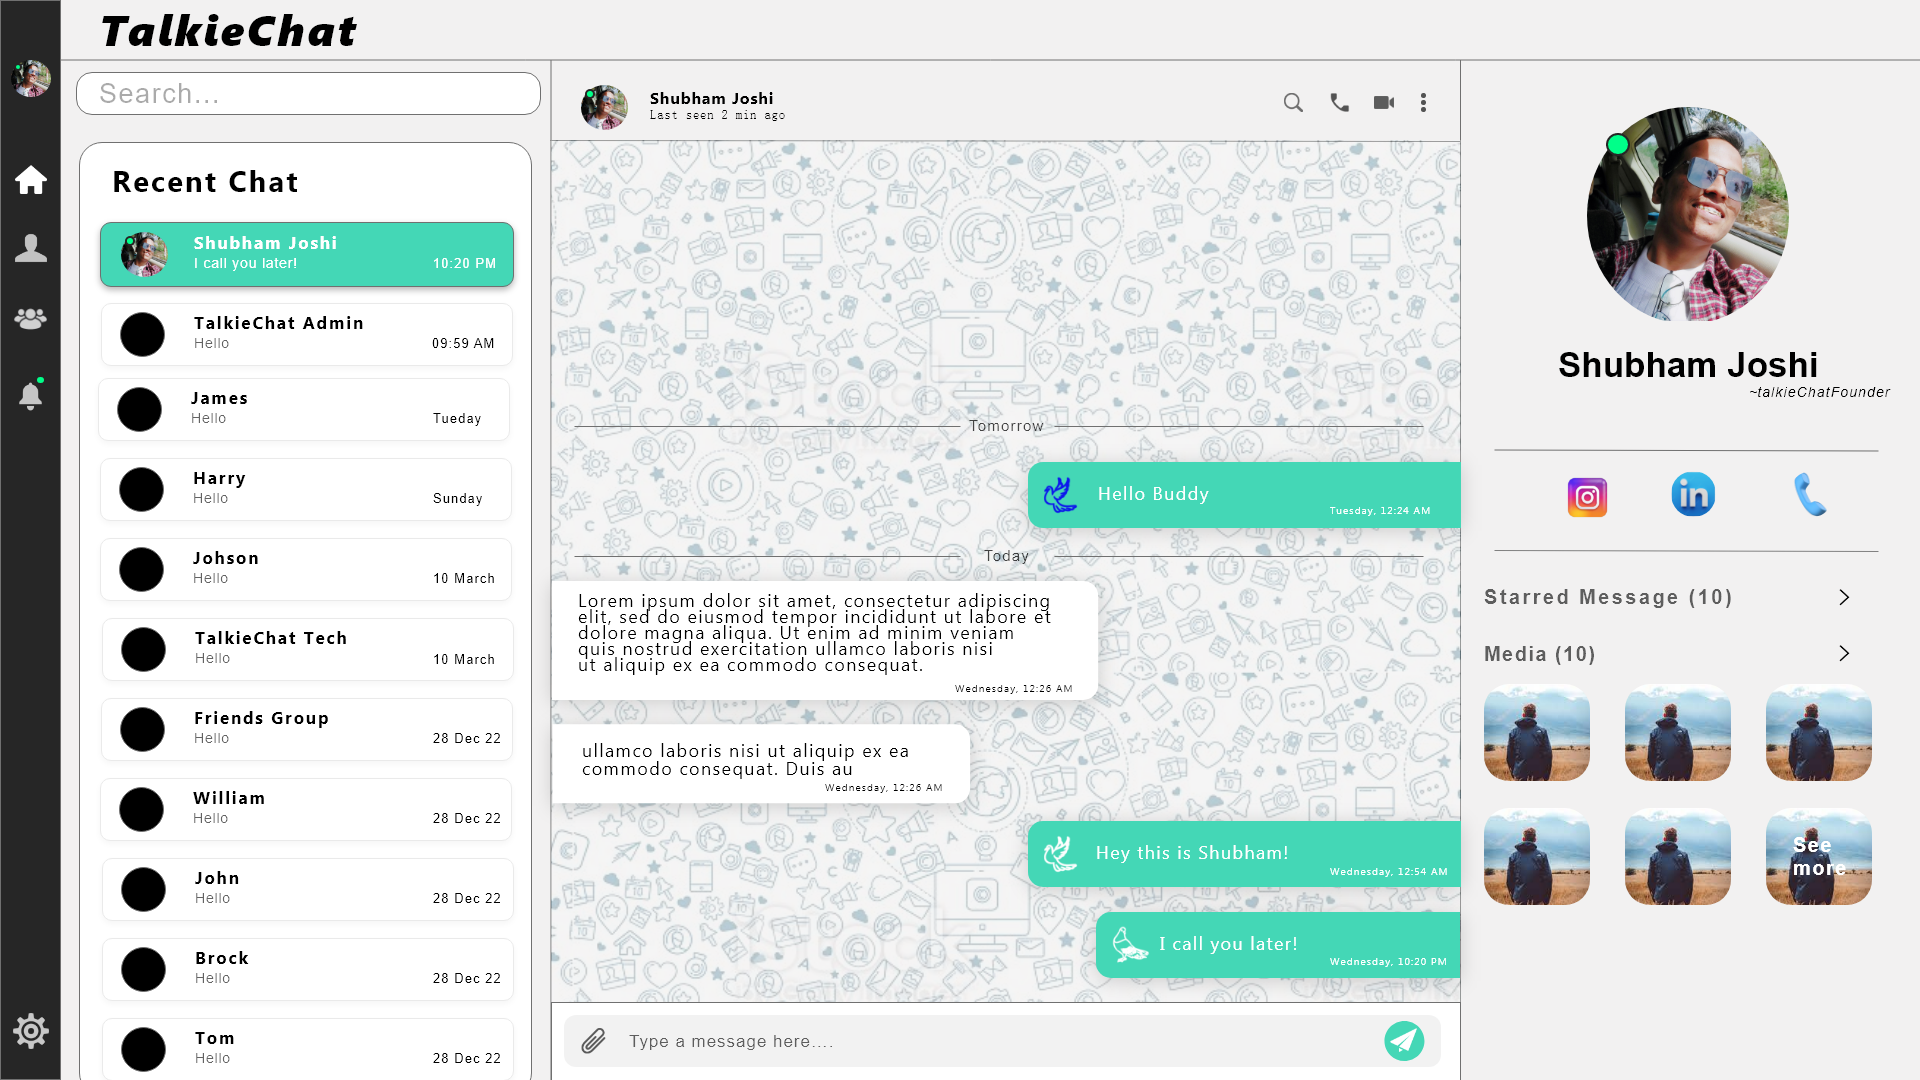 TalkieChat
Search...
Recent Chat
Shubham Joshi
I call you later!
10:20 PM
TalkieChat Admin
Hello
09:59 AM
James
Hello
Tueday
Harry
Hello
Sunday
Johson
Hello
10 March
TalkieChat Tech
Hello
10 March
Friends Group
Hello
28 Dec 22
William
Hello
28 Dec 22
John
Hello
28 Dec 22
Brock
Hello
28 Dec 22
Tom
Hello
28 Dec 22
Shubham Joshi
Last seen 2 min ago
Tomorrow
Hello Buddy
Tuesday, 12:24 AM
Today
Lorem ipsum dolor sit amet, consectetur adipiscing
elit, sed do eiusmod tempor incididunt ut labore et
dolore magna aliqua. Ut enim ad minim veniam
quis nostrud exercitation ullamco laboris nisi
ut aliquip ex ea commodo consequat.
Wednesday, 12:26 AM
ullamco laboris nisi ut aliquip ex ea
commodo consequat. Duis au
Wednesday, 12:26 AM
Hey this is Shubham!
Wednesday, 12:54 AM
I call you later!
Wednesday, 10:20 PM
Type a message here....
Shubham Joshi
~talkieChatFounder
in
Starred Message (10)
Media (10)
See
more